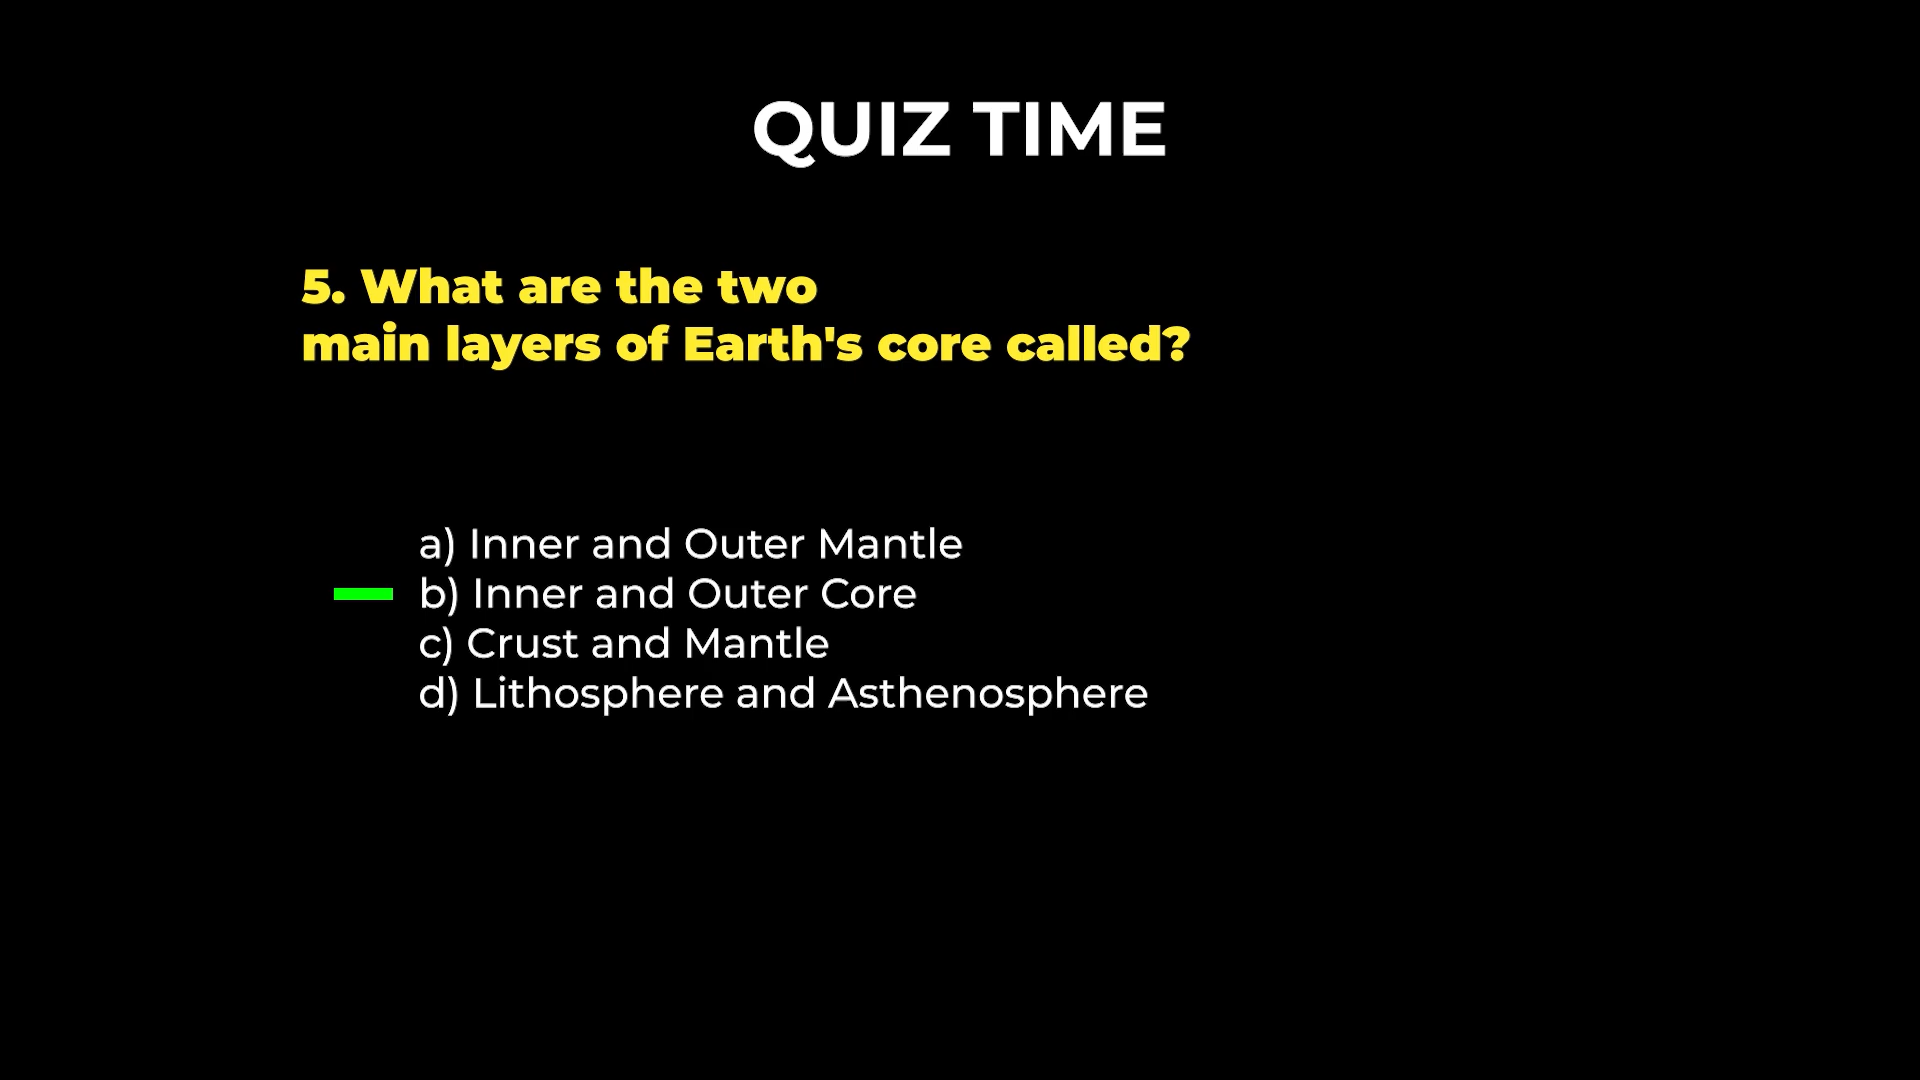 QUIZ TIME
5. What are the two
main layers of Earth's core called?
a) Inner and Outer Mantle
b) Inner and Outer Core
c) Crust and Mantle
d) Lithosphere and Asthenosphere